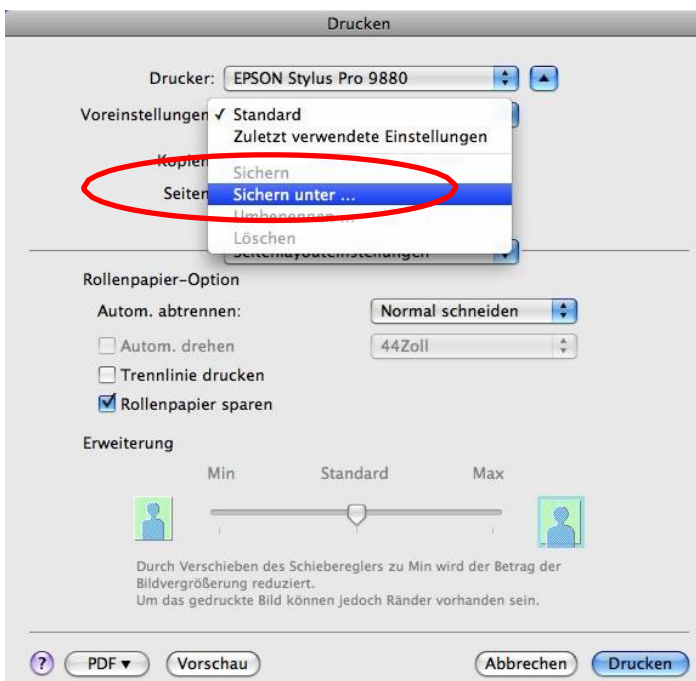 Drucken
Drucker: EPSON Stylus Pro 9880
Voreinstellungen ✓ Standard
Zuletzt verwendete Einstellungen
Kopien
Sichern
Seiten Sichern unter ...
Umbenennen ...
Löschen
Seitenlayouteinstellungen
Rollenpapier-Option
Autom. abtrennen: Normal schneiden
Autom. drehen 44Zoll
Trennlinie drucken
Rollenpapier sparen
Erweiterung
Min Standard Max
Durch Verschieben des Schiebereglers zu Min wird der Betrag der
Bildvergrößerung reduziert.
Um das gedruckte Bild können jedoch Ränder vorhanden sein.
? PDF ▼ Vorschau Abbrechen Drucken